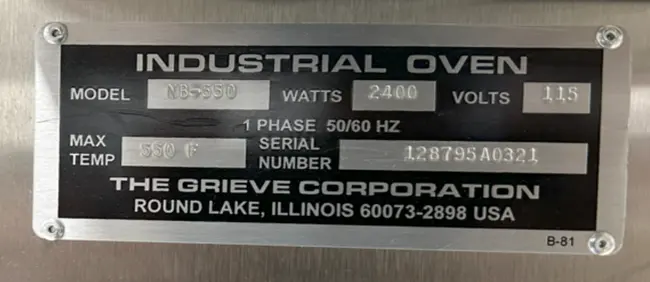 INDUSTRIAL OVEN
MODEL NB-550 WATTS 2400 VOLTS 115
1 PHASE 50/60 HZ
MAX TEMP 550 F SERIAL NUMBER 128795A0321
THE GRIEVE CORPORATION
ROUND LAKE, ILLINOIS 60073-2898 USA
B-81